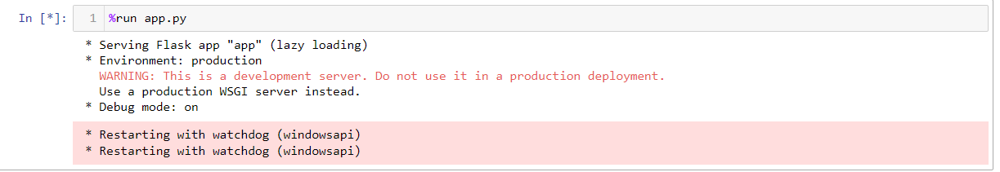 In [*]: 1 %run app.py
* Serving Flask app "app" (lazy loading)
* Environment: production
WARNING: This is a development server. Do not use it in a production deployment.
Use a production WSGI server instead.
* Debug mode: on
* Restarting with watchdog (windowsapi)
* Restarting with watchdog (windowsapi)